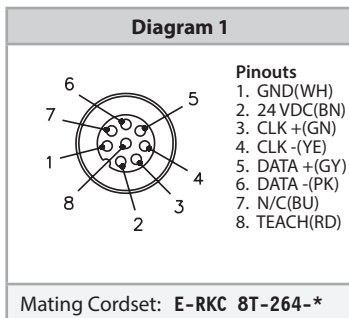 Diagram 1
Pinouts
1. GND(WH)
2. 24 VDC(BN)
3. CLK +(GN)
4. CLK -(YE)
5. DATA +(GY)
6. DATA -(PK)
7. N/C(BU)
8. TEACH(RD)
6
5
7
1
4
8
3
2
Mating Cordset: E-RKC 8T-264-*